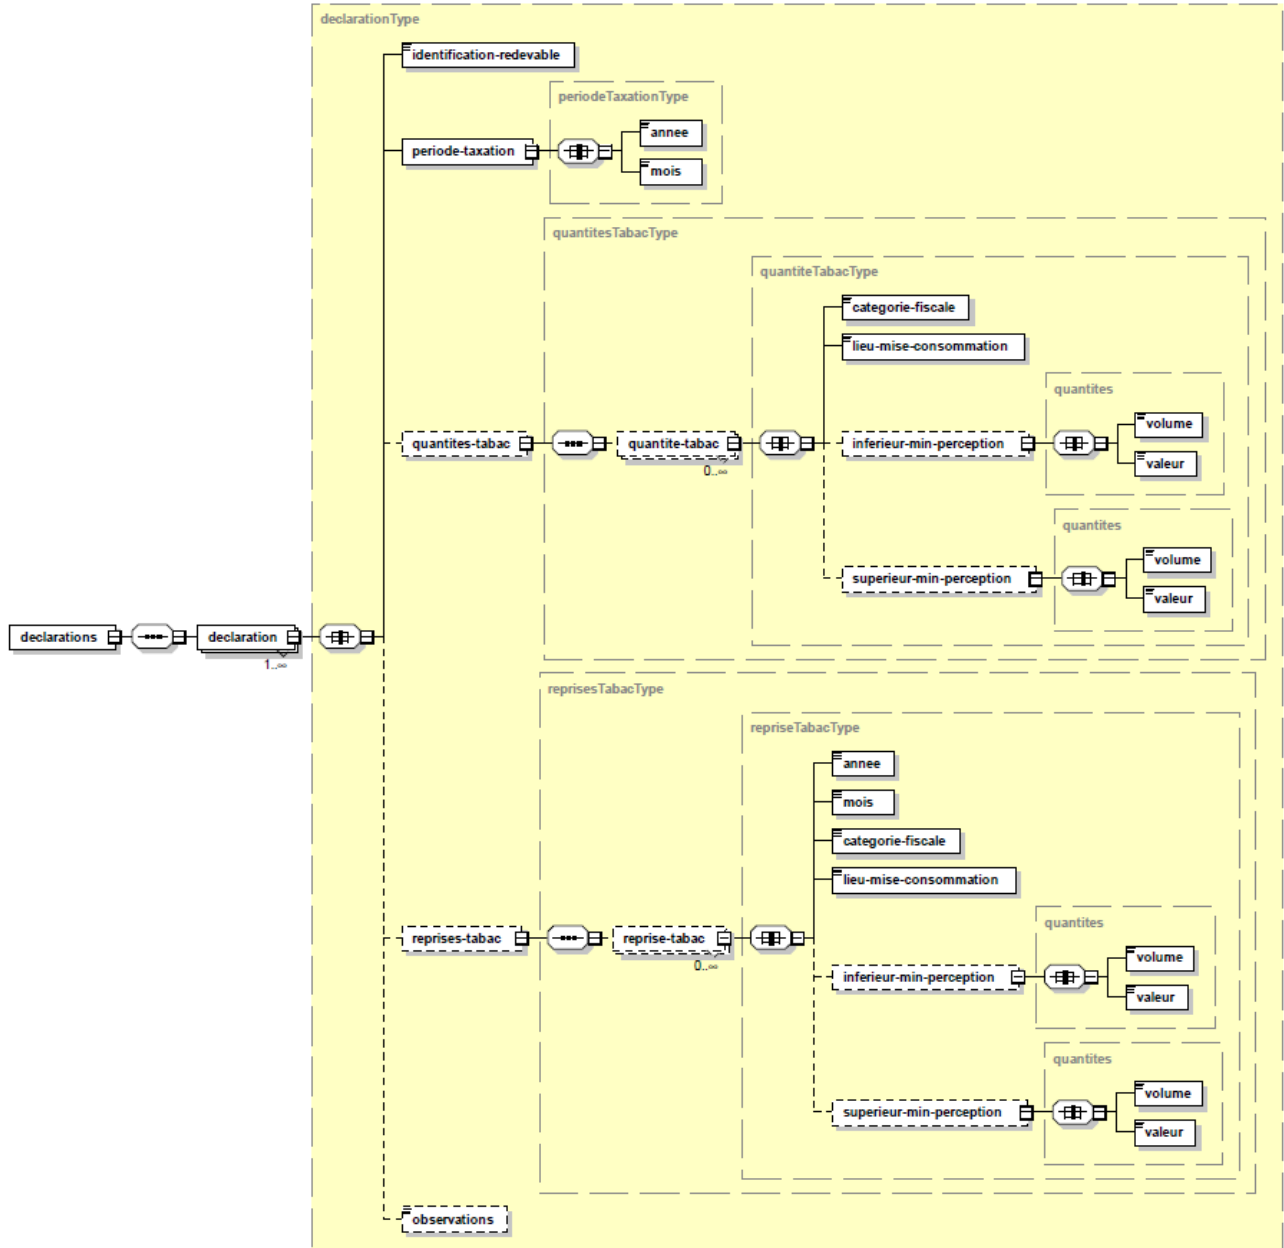 declarationType
identification-redevable
periodeTaxationType
annee
periode-taxation
mois
quantitesTabacType
quantiteTabacType
categorie-fiscale
lieu-mise-consommation
quantites
volume
quantites-tabac
quantite-tabac
0..∞
inferieur-min-perception
valeur
quantites
volume
superieur-min-perception
valeur
declarations
declaration
1..∞
reprisesTabacType
repriseTabacType
annee
mois
categorie-fiscale
lieu-mise-consommation
quantites
reprises-tabac
reprise-tabac
0..∞
volume
inferieur-min-perception
valeur
quantites
volume
superieur-min-perception
valeur
observations